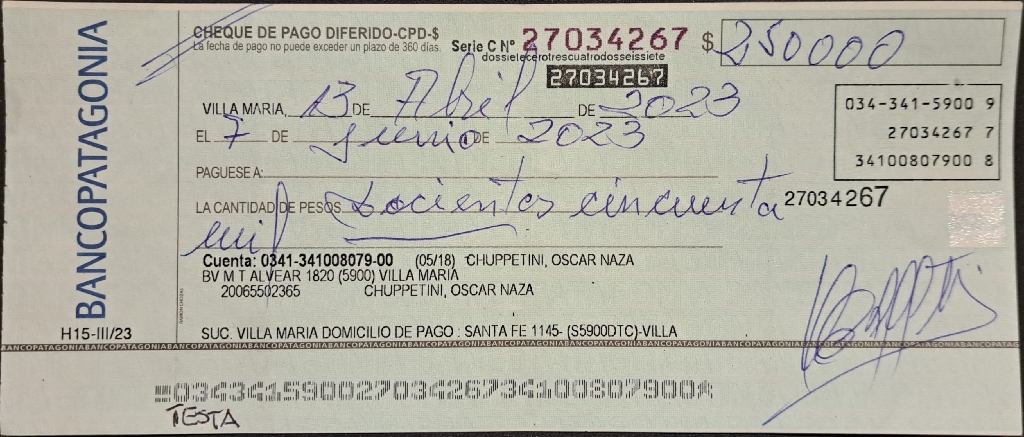 BANCOPATAGONIA
CHEQUE DE PAGO DIFERIDO-CPD-$
La fecha de pago no puede exceder un plazo de 360 días.
Serie C Nº 27034267 $ 250000
dossietecerotrescuatrodosseissiete
27034267
VILLA MARIA, 13 DE Abril DE 2023
EL 7 DE Junio DE 2023
034-341-5900 9
27034267 7
34100807900 8
PAGUESE A:
LA CANTIDAD DE PESOS Docientos cincuenta
27034267
mil
Cuenta: 0341-341008079-00 (05/18) CHUPPETINI, OSCAR NAZA
BV M T ALVEAR 1820 (5900) VILLA MARIA
20065502365 CHUPPETINI, OSCAR NAZA
H15-III/23
SUC. VILLA MARIA DOMICILIO DE PAGO : SANTA FE 1145- (S5900DTC)-VILLA
BANCOPATAGONIABANCOPATAGONIABANCOPATAGONIABANCOPATAGONIA
03434159002703426734100807900
TESTA